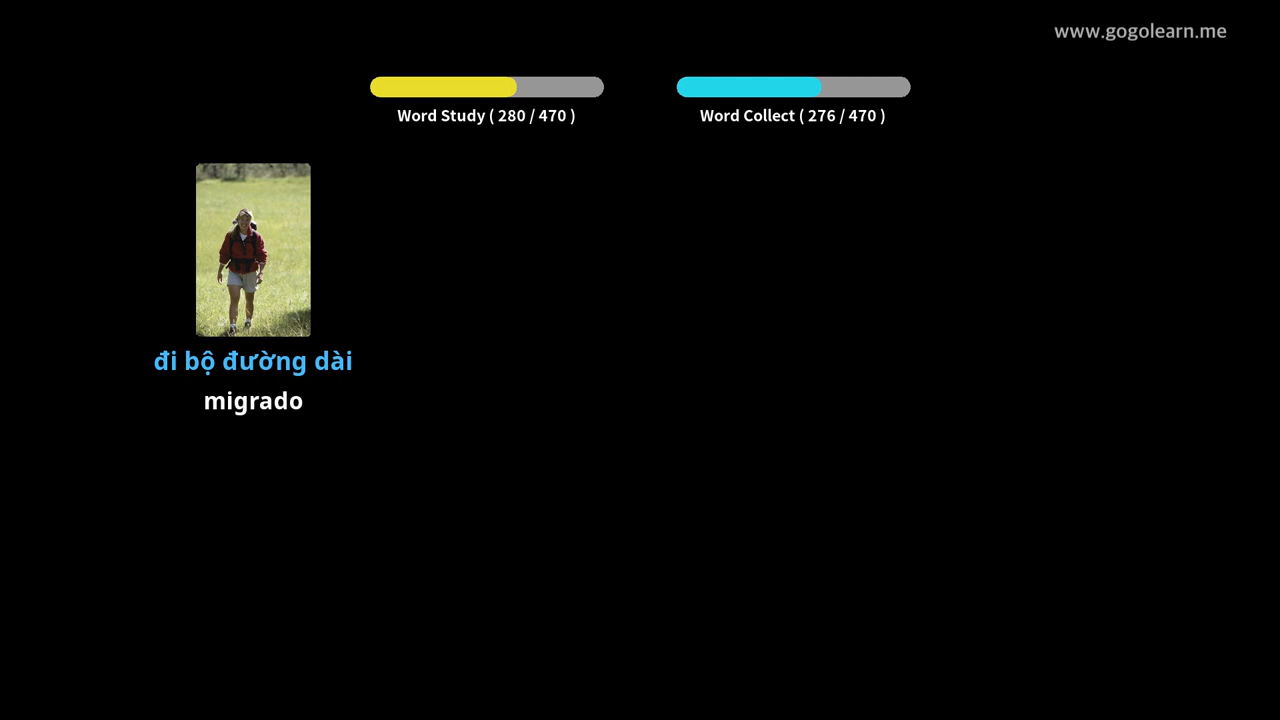 www.gogolearn.me
Word Study ( 280 / 470 )
Word Collect ( 276 / 470 )
đi bộ đường dài
migrado